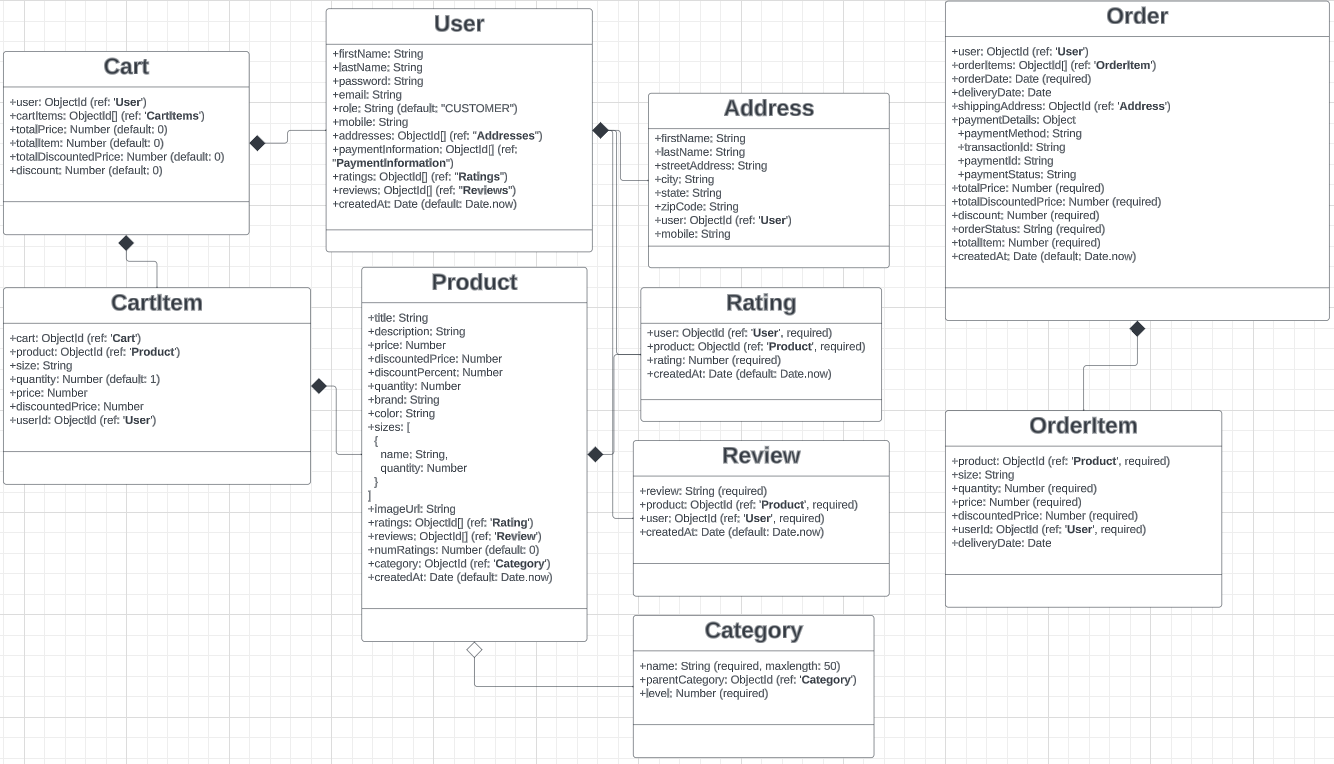 Cart
+user: ObjectId (ref: 'User')
+cartItems: ObjectId[] (ref: 'CartItems')
+totalPrice: Number (default: 0)
+totalItem: Number (default: 0)
+totalDiscountedPrice: Number (default: 0)
+discount: Number (default: 0)
User
+firstName: String
+lastName: String
+password: String
+email: String
+role: String (default: "CUSTOMER")
+mobile: String
+addresses: ObjectId[] (ref: "Addresses")
+paymentInformation: ObjectId[] (ref:
"PaymentInformation")
+ratings: ObjectId[] (ref: "Ratings")
+reviews: ObjectId[] (ref: "Reviews")
+createdAt: Date (default: Date.now)
Address
+firstName: String
+lastName: String
+streetAddress: String
+city: String
+state: String
+zipCode: String
+user: ObjectId (ref: 'User')
+mobile: String
Order
+user: ObjectId (ref: 'User')
+orderItems: ObjectId[] (ref: 'OrderItem')
+orderDate: Date (required)
+deliveryDate: Date
+shippingAddress: ObjectId (ref: 'Address')
+paymentDetails: Object
+paymentMethod: String
+transactionId: String
+paymentId: String
+paymentStatus: String
+totalPrice: Number (required)
+totalDiscountedPrice: Number (required)
+discount: Number (required)
+orderStatus: String (required)
+totalItem: Number (required)
+createdAt: Date (default: Date.now)
CartItem
+cart: ObjectId (ref: 'Cart')
+product: ObjectId (ref: 'Product')
+size: String
+quantity: Number (default: 1)
+price: Number
+discountedPrice: Number
+userId: ObjectId (ref: 'User')
Product
+title: String
+description: String
+price: Number
+discountedPrice: Number
+discountPercent: Number
+quantity: Number
+brand: String
+color: String
+sizes: [
{
name: String,
quantity: Number
}
]
+imageUrl: String
+ratings: ObjectId[] (ref: 'Rating')
+reviews: ObjectId[] (ref: 'Review')
+numRatings: Number (default: 0)
+category: ObjectId (ref: 'Category')
+createdAt: Date (default: Date.now)
Rating
+user: ObjectId (ref: 'User', required)
+product: ObjectId (ref: 'Product', required)
+rating: Number (required)
+createdAt: Date (default: Date.now)
Review
+review: String (required)
+product: ObjectId (ref: 'Product', required)
+user: ObjectId (ref: 'User', required)
+createdAt: Date (default: Date.now)
OrderItem
+product: ObjectId (ref: 'Product', required)
+size: String
+quantity: Number (required)
+price: Number (required)
+discountedPrice: Number (required)
+userId: ObjectId (ref: 'User', required)
+deliveryDate: Date
Category
+name: String (required, maxlength: 50)
+parentCategory: ObjectId (ref: 'Category')
+level: Number (required)